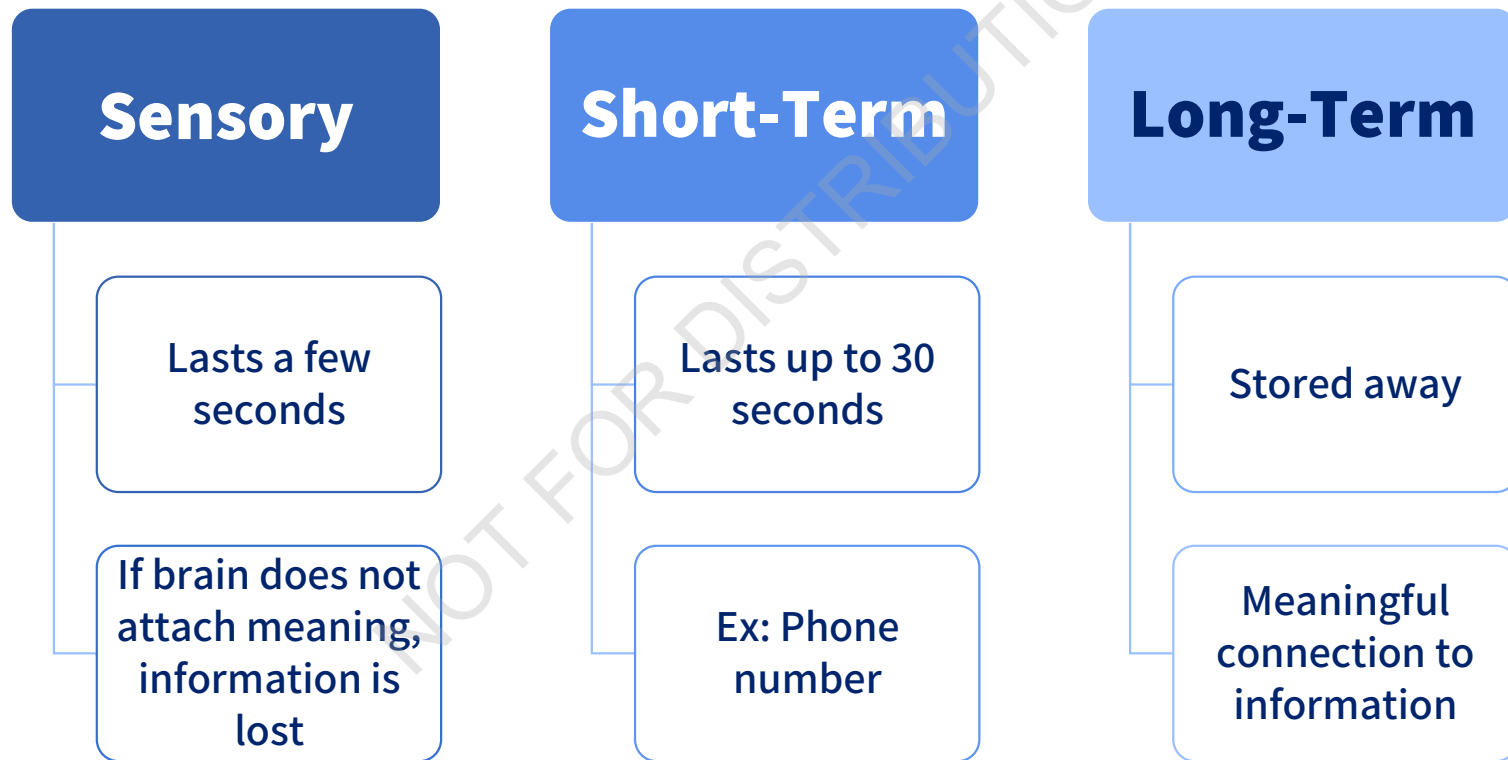 Sensory
Lasts a few
seconds
If brain does not
attach meaning,
information is
lost
Short-Term
Lasts up to 30
seconds
Ex: Phone
number
Long-Term
Stored away
Meaningful
connection to
information
NOT FOR DISTRIBUTIO